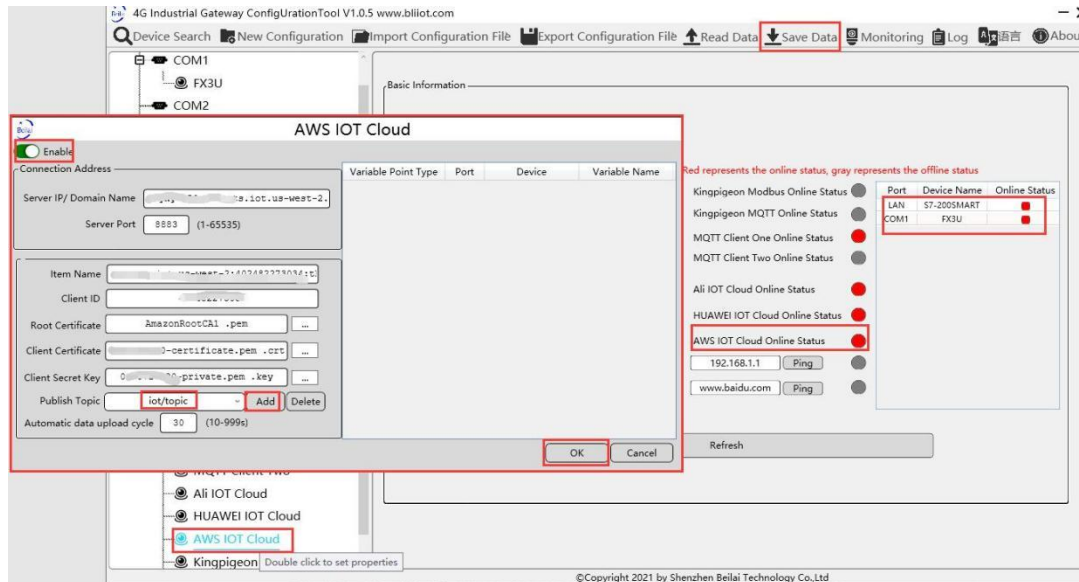 4G Industrial Gateway ConfigUrationTool V1.0.5 www.bliiot.com
Device Search New Configuration Import Configuration File Export Configuration File Read Data Save Data Monitoring Log 语言 Abou
COM1
FX3U
COM2
Basic Information
AWS IOT Cloud
Enable
Connection Address
Server IP/ Domain Name
ts.iot.us-west-2.
Server Port 8883 (1-65535)
Item Name
Client ID
Root Certificate AmazonRootCA1 .pem ...
Client Certificate 0-certificate.pem .crt ...
Client Secret Key -private.pem .key ...
Publish Topic iot/topic Add Delete
Automatic data upload cycle 30 (10-999s)
Variable Point Type Port Device Variable Name
OK Cancel
Red represents the online status, gray represents the offline status
Kingpigeon Modbus Online Status
Kingpigeon MQTT Online Status
MQTT Client One Online Status
MQTT Client Two Online Status
Ali IOT Cloud Online Status
HUAWEI IOT Cloud Online Status
AWS IOT Cloud Online Status
192.168.1.1 Ping
www.baidu.com Ping
Port Device Name Online Status
LAN S7-200SMART
COM1 FX3U
Refresh
MQTT Client Two
Ali IOT Cloud
HUAWEI IOT Cloud
AWS IOT Cloud
Kingpigeon
Double click to set properties
©Copyright 2021 by Shenzhen Beilai Technology Co.,Ltd